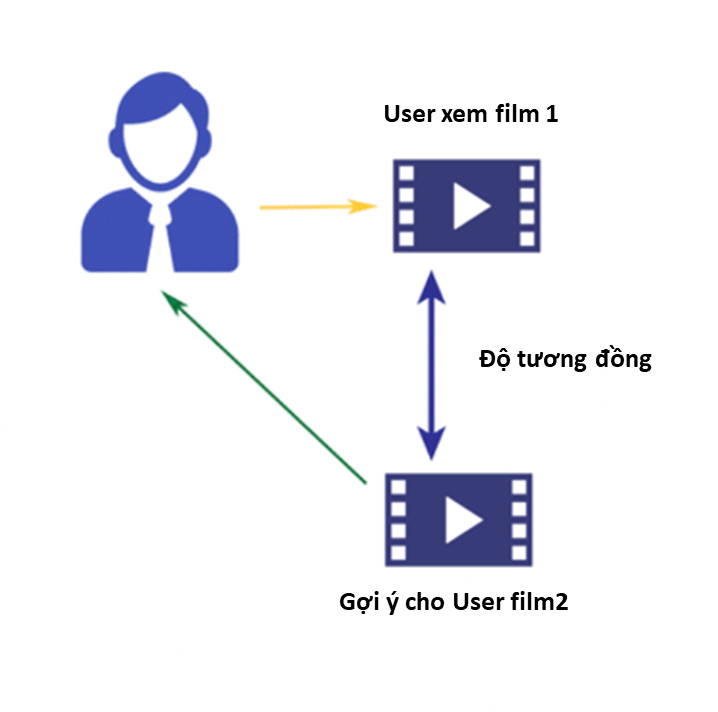 User xem film 1
Độ tương đồng
Gợi ý cho User film2